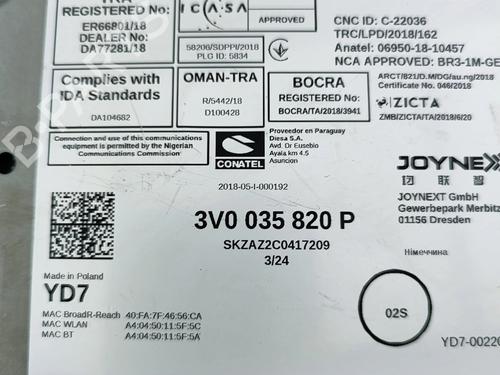 TRA
REGISTERED No:
ER66801/18
DEALER No:
DA77281/18
ICASA
APPROVED
58206/SDPPI/2018
PLG ID: 5834
CNC ID: C-22036
TRC/LPD/2018/162
Anatel: 06950-18-10457
NCA APPROVED: BR3-1M-GE
Complies with
IDA Standards
DA104682
OMAN-TRA
R/5442/18
D100428
BOCRA
REGISTERED No:
BOCRA/TA/2018/3941
ARCT/821/D.M/DG/au.ng/2018
Certificate No. 046/2018
ZICTA
ZMB/ZICTA/TA/2018/6/20
Connection and use of this communications
equipment is permitted by the Nigerian
Communications Commission
CONATEL
Proveedor en Paraguay
Diesa S.A.
Avd. Dr Eusebio
Ayala km 4.5
Asuncion
2018-05-I-000192
JOYNEX
JOYNEXT GmbH
Gewerbepark Merbitz
01156 Dresden
3V0 035 820 P
SKZAZ2C0417209
3/24
Німеччина
Made in Poland
YD7
MAC BroadR-Reach 40:FA:7F:46:56:CA
MAC WLAN A4:04:50:11:5F:5C
MAC BT A4:04:50:11:5F:5A
02S
YD7-00226